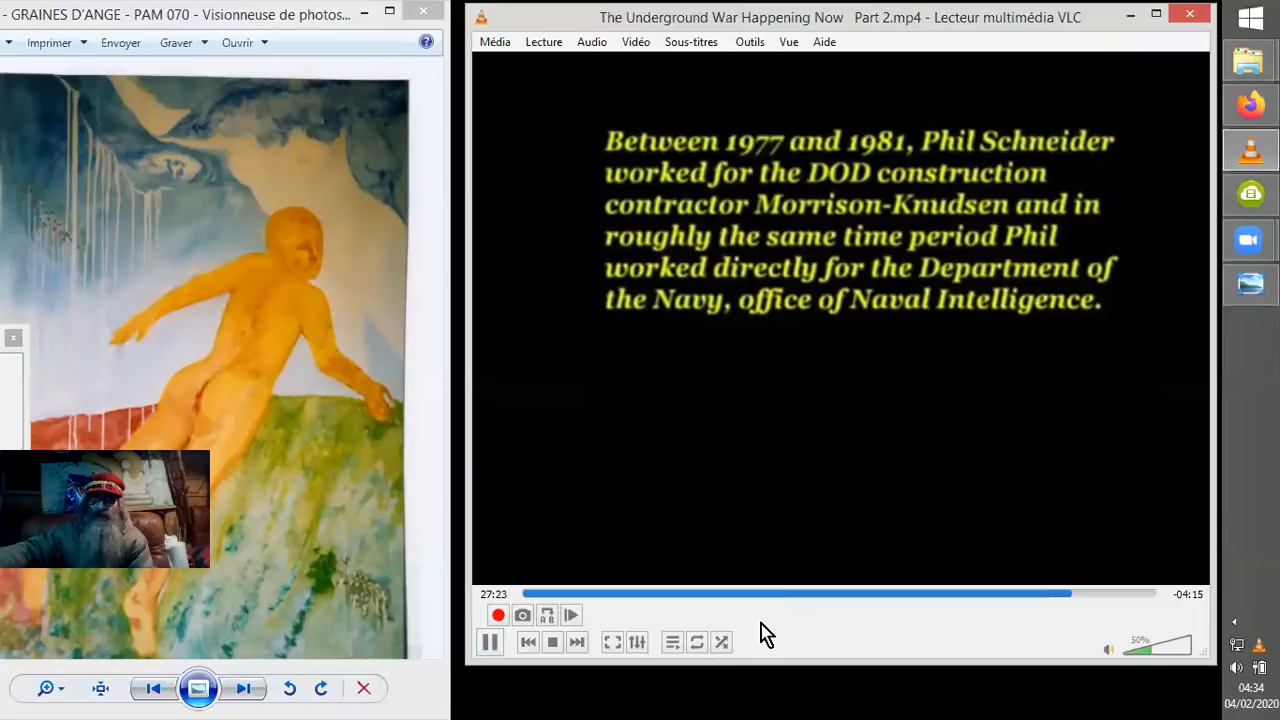 - GRAINES D'ANGE - PAM 070 - Visionneuse de photos...
Imprimer
Envoyer
Graver
Ouvrir
The Underground War Happening Now Part 2.mp4 - Lecteur multimédia VLC
Média Lecture Audio Vidéo Sous-titres Outils Vue Aide
Between 1977 and 1981, Phil Schneider
worked for the DOD construction
contractor Morrison-Knudsen and in
roughly the same time period Phil
worked directly for the Department of
the Navy, office of Naval Intelligence.
27:23
-04:15
50%
04:34
04/02/2020